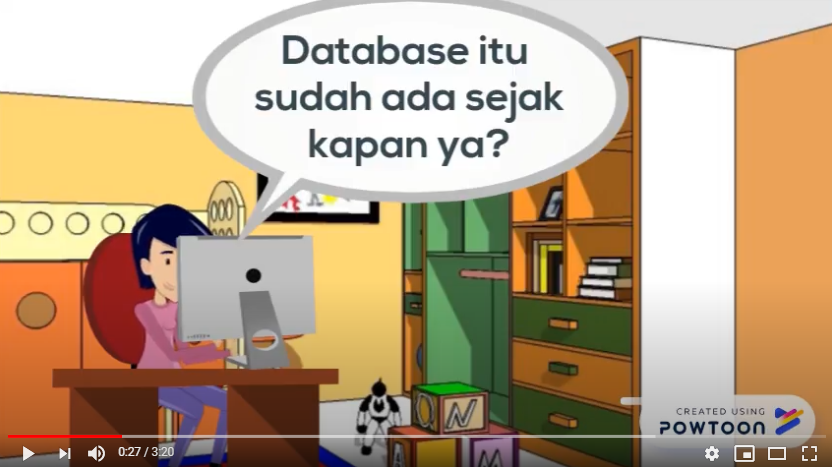 Database itu
sudah ada sejak
kapan ya?
Q N
M
CREATED USING
POWTOON
0:27 / 3:20